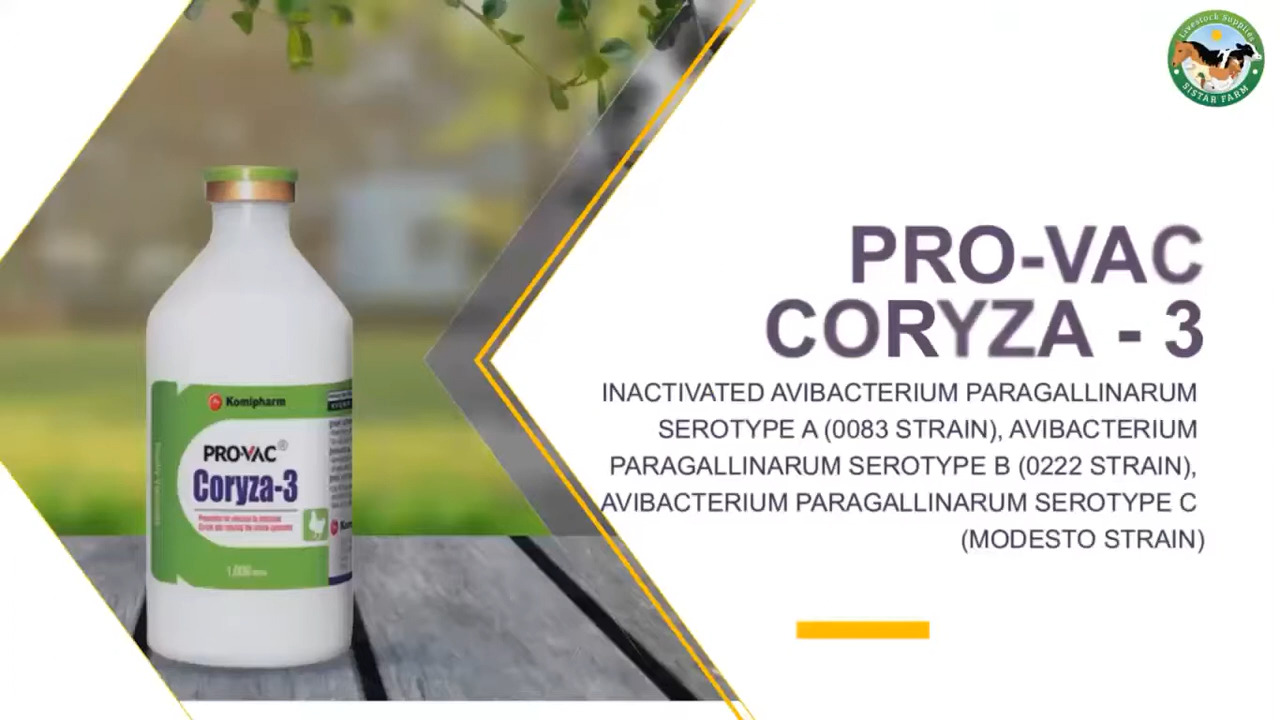 Livestock Supplies
SISTAR FARM
PRO-VAC
CORYZA - 3
INACTIVATED AVIBACTERIUM PARAGALLINARUM
SEROTYPE A (0083 STRAIN), AVIBACTERIUM
PARAGALLINARUM SEROTYPE B (0222 STRAIN),
AVIBACTERIUM PARAGALLINARUM SEROTYPE C
(MODESTO STRAIN)
Komipharm
PRO-VAC®
Coryza-3
1,000